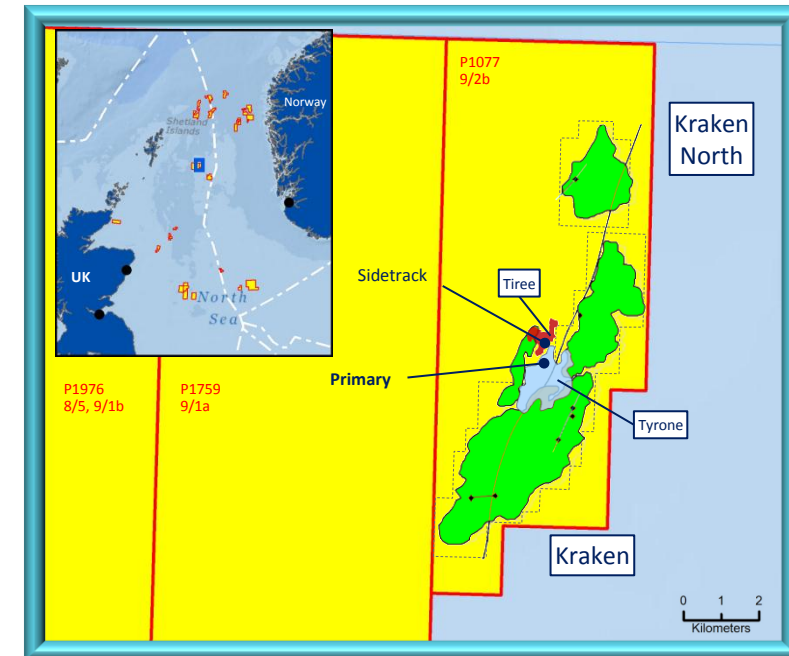 P1077
9/2b
Kraken
North
Norway
Shetland
Islands
UK
North
Sea
Sidetrack
Tiree
Primary
P1976
8/5, 9/1b
P1759
9/1a
Tyrone
Kraken
0 1 2
Kilometers